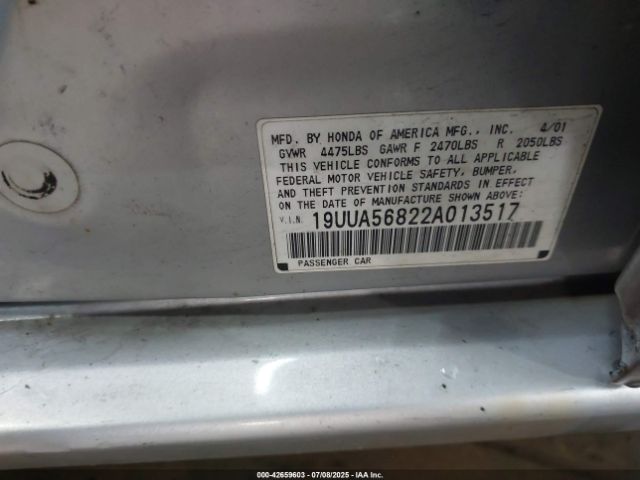 MFD. BY HONDA OF AMERICA MFG., INC. 4/01
GVWR 4475LBS GAWR F 2470LBS R 2050LBS
THIS VEHICLE CONFORMS TO ALL APPLICABLE
FEDERAL MOTOR VEHICLE SAFETY, BUMPER,
AND THEFT PREVENTION STANDARDS IN EFFECT
ON THE DATE OF MANUFACTURE SHOWN ABOVE:
V.I.N. 19UUA56822A013517
PASSENGER CAR
000-42659603 | 07/08/2025 | IAA Inc.